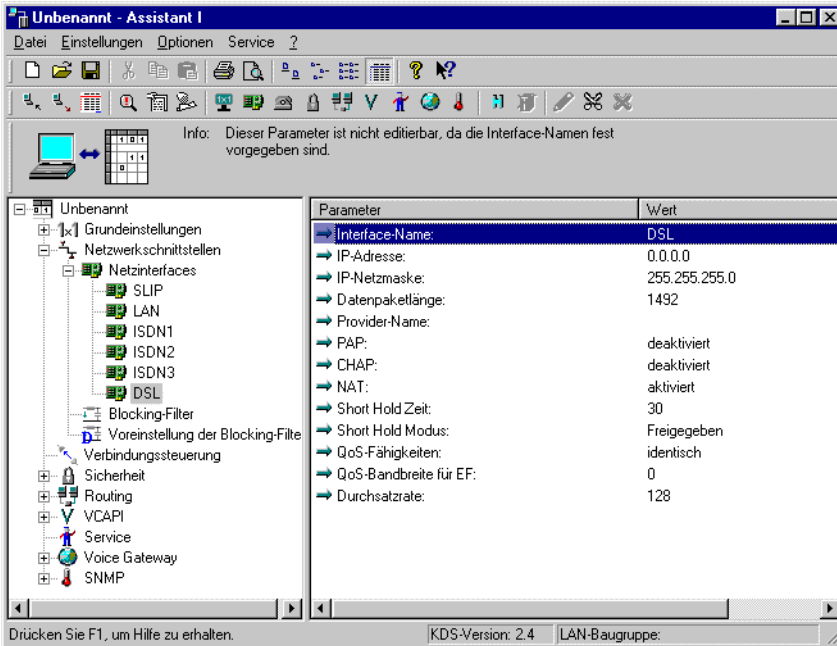 Unbenannt - Assistant I
Datei Einstellungen Optionen Service ?
Info: Dieser Parameter ist nicht editierbar, da die Interface-Namen fest
vorgegeben sind.
Unbenannt
Grundeinstellungen
Netzwerkschnittstellen
Netzinterfaces
SLIP
LAN
ISDN1
ISDN2
ISDN3
DSL
Blocking-Filter
Voreinstellung der Blocking-Filte
Verbindungssteuerung
Sicherheit
Routing
VCAPI
Service
Voice Gateway
SNMP
Parameter Wert
Interface-Name: DSL
IP-Adresse: 0.0.0.0
IP-Netzmaske: 255.255.255.0
Datenpaketlänge: 1492
Provider-Name:
PAP: deaktiviert
CHAP: deaktiviert
NAT: aktiviert
Short Hold Zeit: 30
Short Hold Modus: Freigegeben
QoS-Fähigkeiten: identisch
QoS-Bandbreite für EF: 0
Durchsatzrate: 128
Drücken Sie F1, um Hilfe zu erhalten. KDS-Version: 2.4 LAN-Baugruppe: